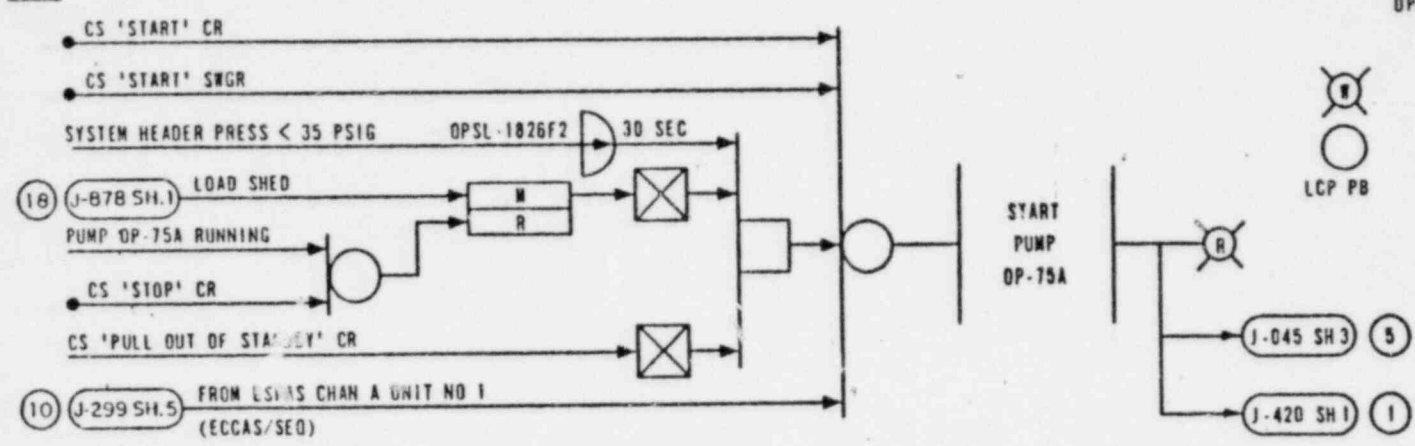 OP
CS 'START' CR
CS 'START' SWGR
SYSTEM HEADER PRESS < 35 PSIG OPSL-1826F2 30 SEC
18 J-878 SH.1 LOAD SHED
M
R
PUMP OP-75A RUNNING
CS 'STOP' CR
CS 'PULL OUT OF CR
10 J-299 SH.5 FROM CHAN A UNIT NO 1
(ECCAS/SEQ)
START
PUMP
OP-75A
R
W
LCP PB
J-045 SH 3 5
J-420 SH 1 1